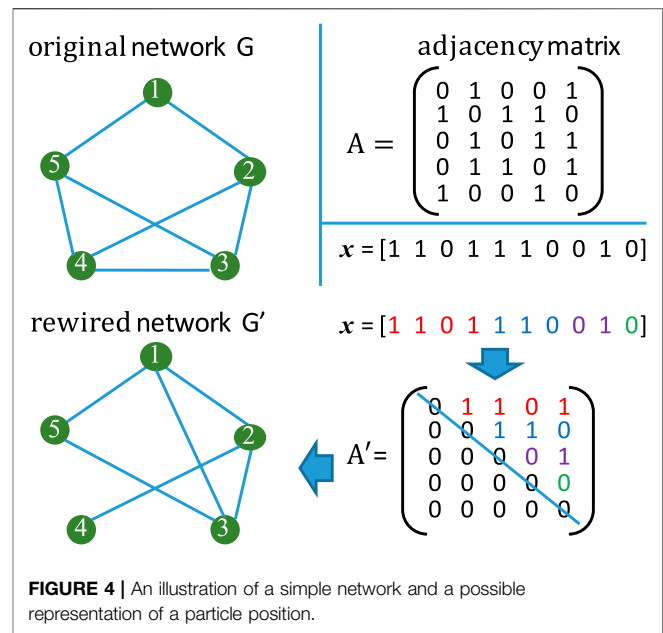 original network G
1
5
2
4
3
adjacency matrix
A =
0 1 0 0 1
1 0 1 1 0
0 1 0 1 1
0 1 1 0 1
1 0 0 1 0
x = [1 1 0 1 1 1 0 0 1 0]
rewired network G’
1
5
2
4
3
x = [1 1 0 1 1 1 0 0 1 0]
A′ =
0 1 1 0 1
0 0 1 1 0
0 0 0 0 1
0 0 0 0 0
0 0 0 0 0
FIGURE 4 | An illustration of a simple network and a possible
representation of a particle position.